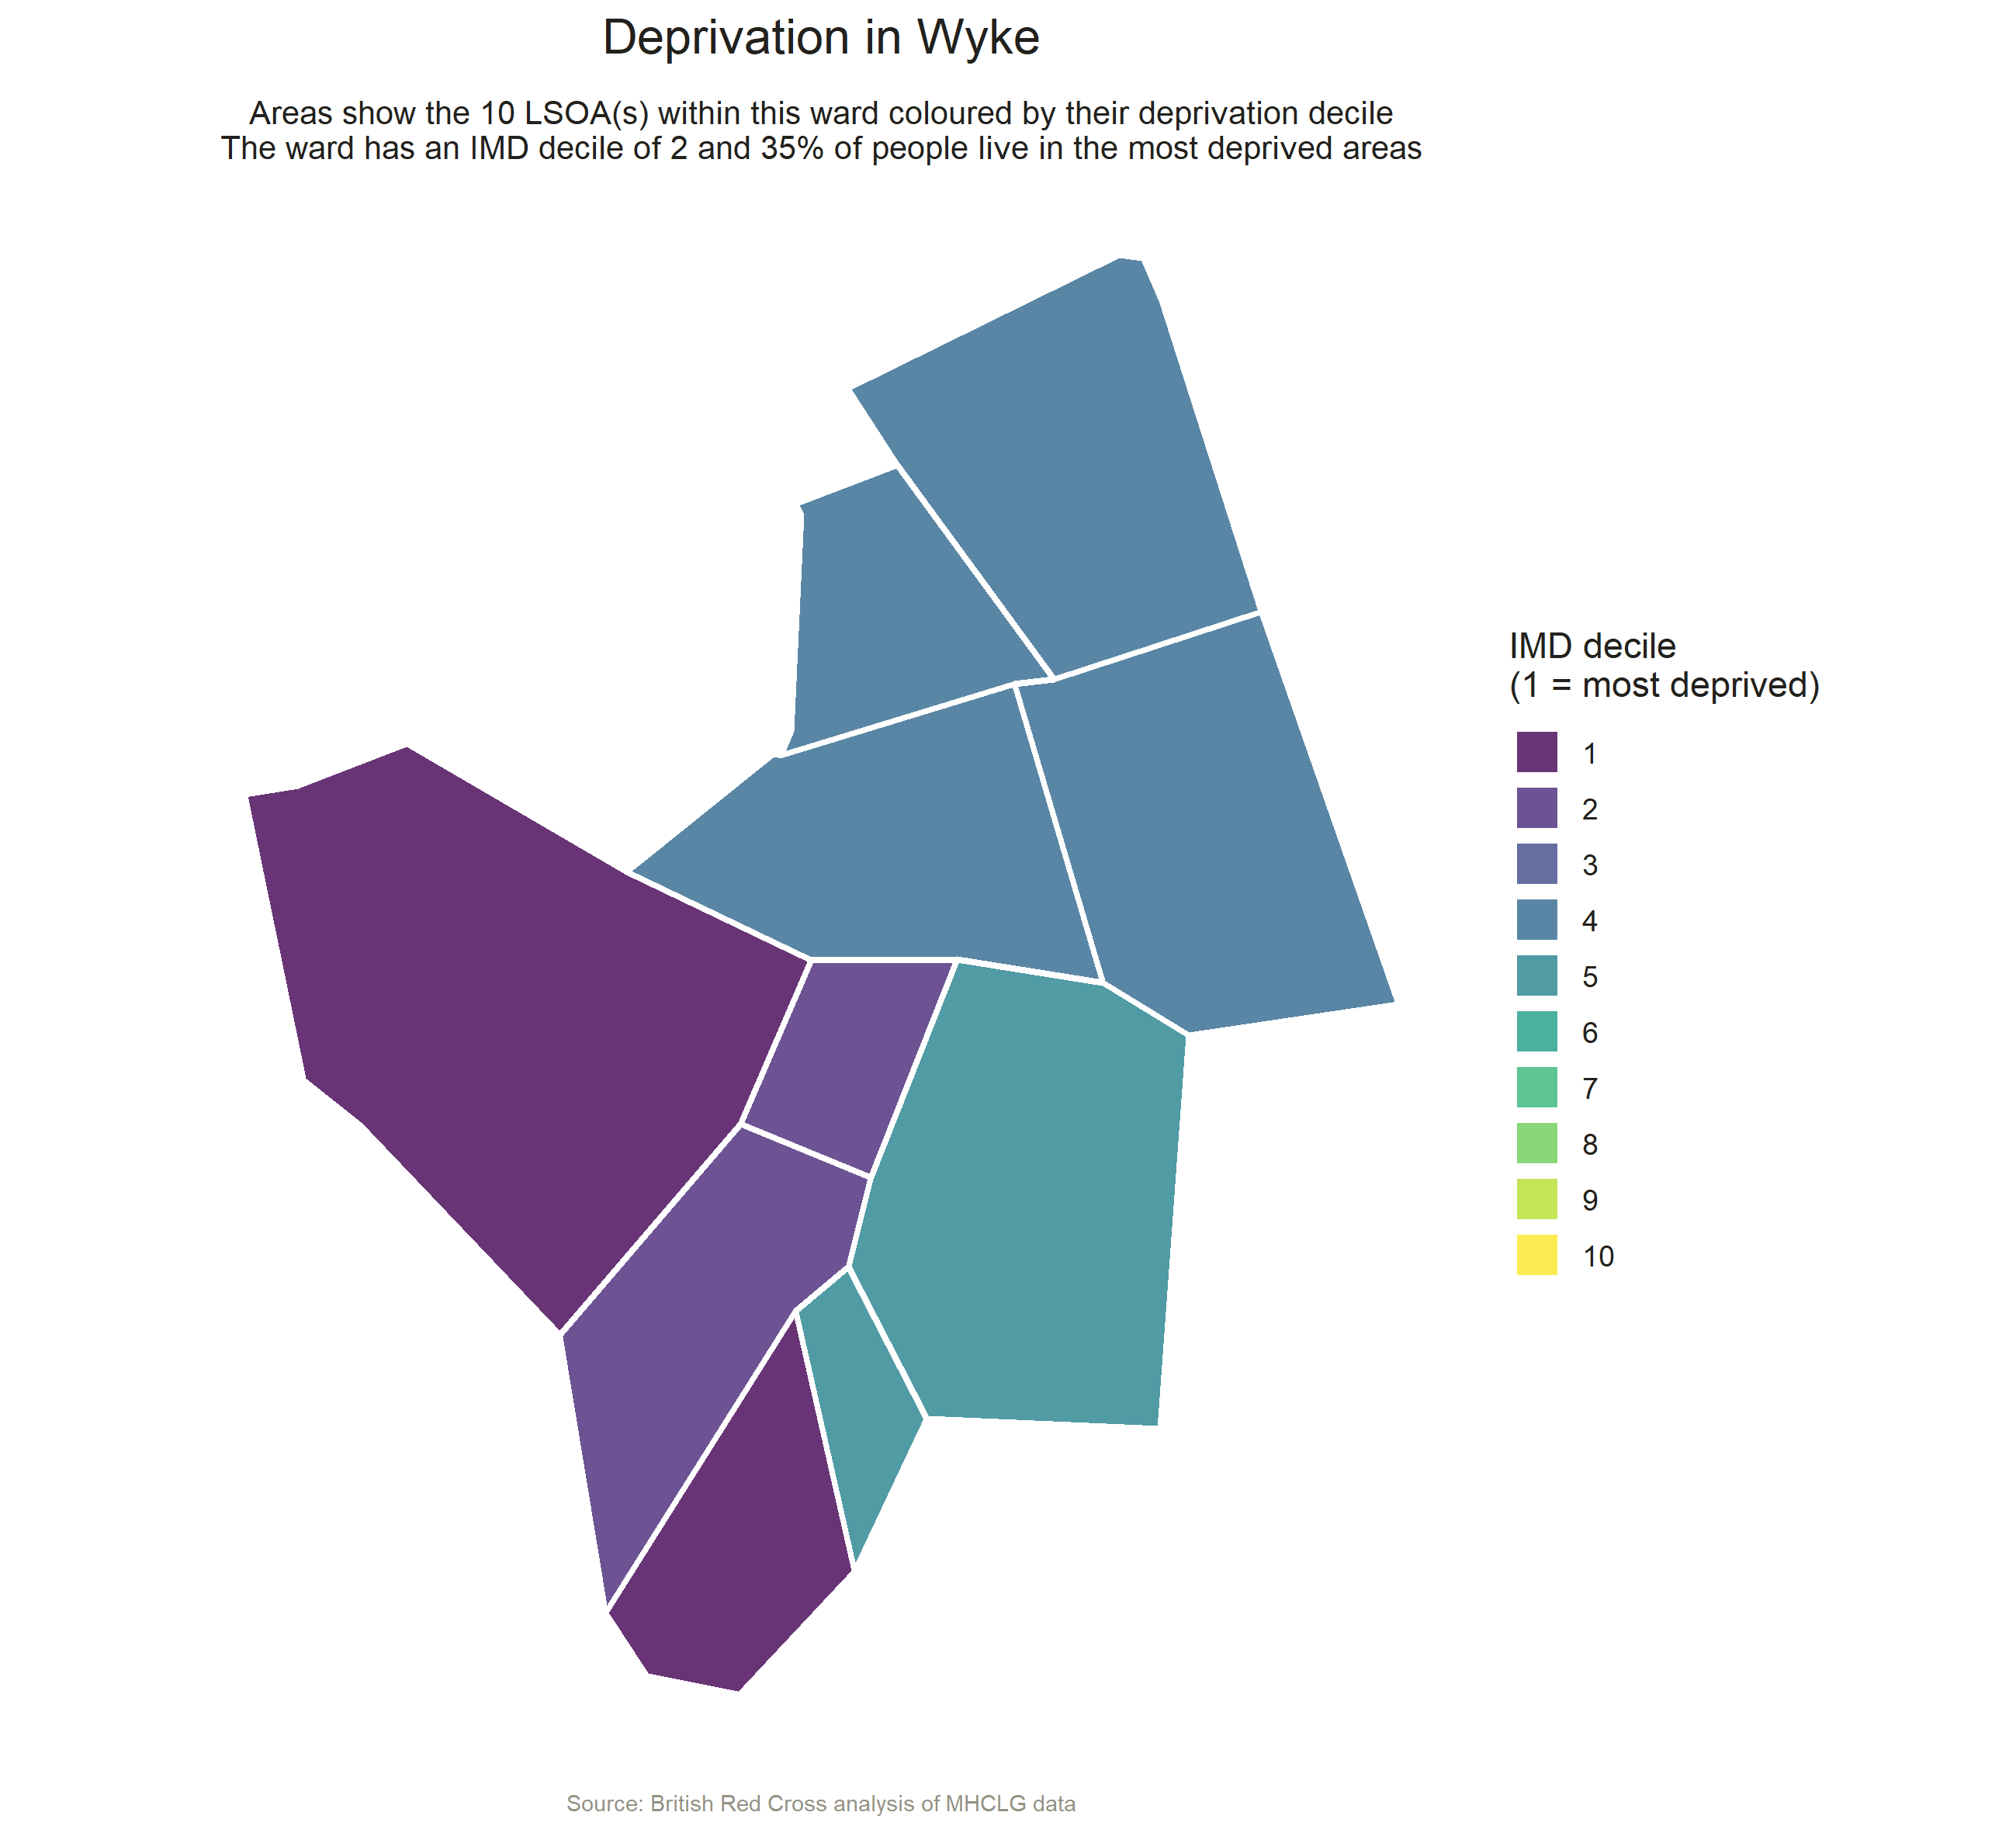 Deprivation in Wyke
Areas show the 10 LSOA(s) within this ward coloured by their deprivation decile
The ward has an IMD decile of 2 and 35% of people live in the most deprived areas
IMD decile
(1 = most deprived)
1
2
3
4
5
6
7
8
9
10
Source: British Red Cross analysis of MHCLG data